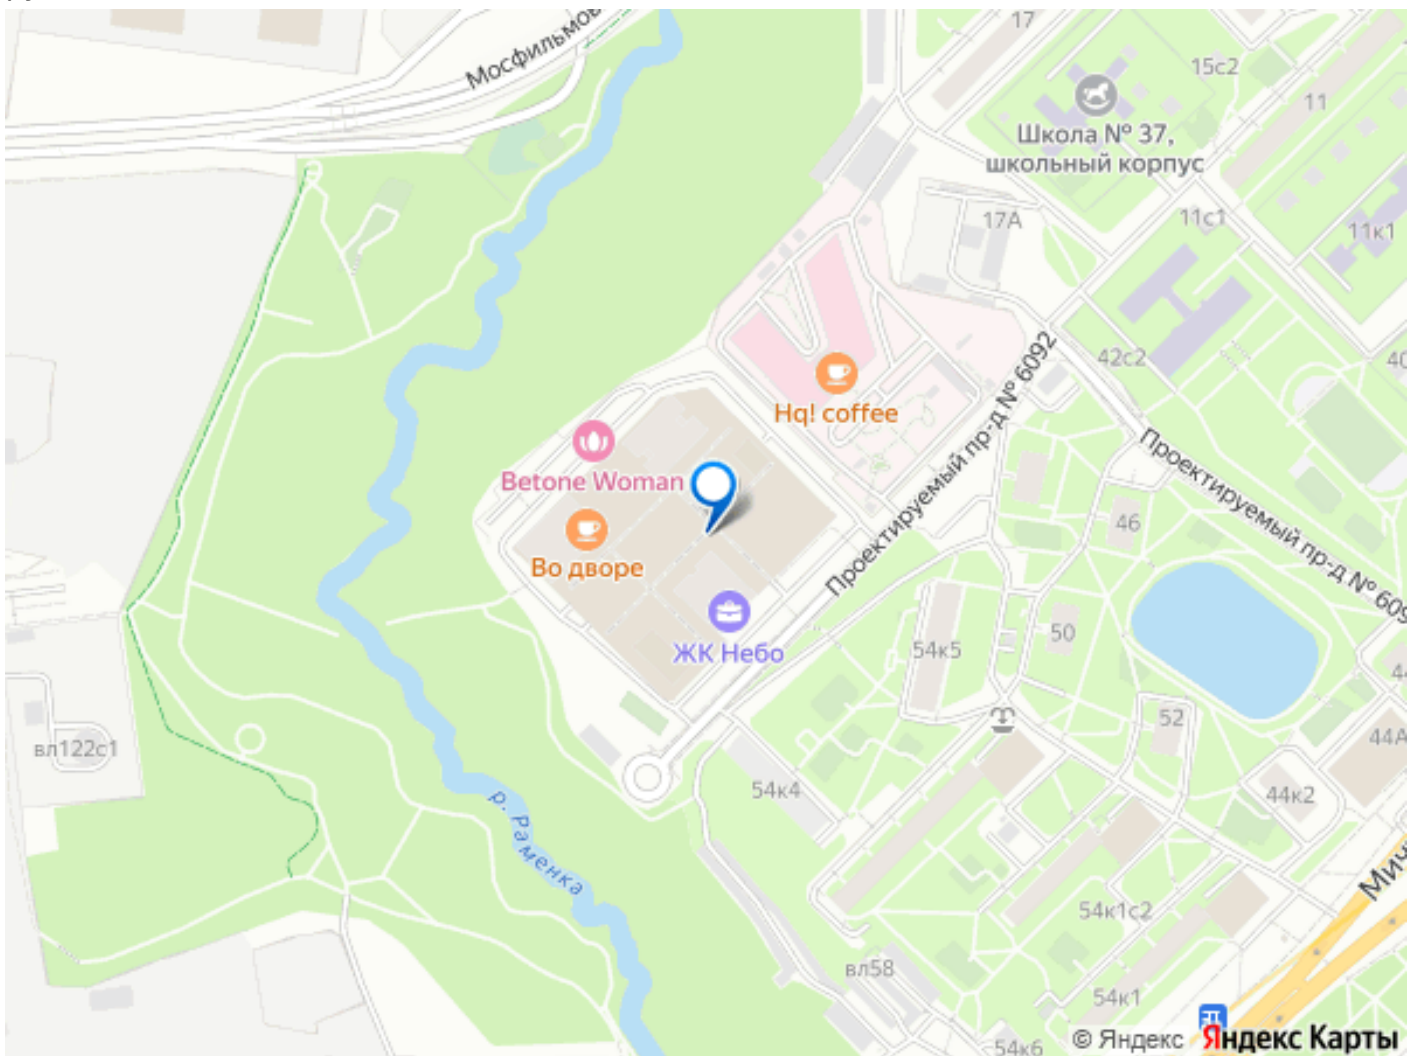 Мосфильмов
17
15с2
11
Школа № 37,
школьный корпус
17А
11с1
11к1
42с2
40
Hq! coffee
Проектируемый пр-д № 6092
Betone Woman
Во дворе
ЖК Небо
Проектируемый пр-д № 609
46
50
54к5
52
44
44А
44к2
вл122с1
54к4
р. Раменка
Мич
54к1с2
вл58
54к1
54к6
© Яндекс Яндекс Карты